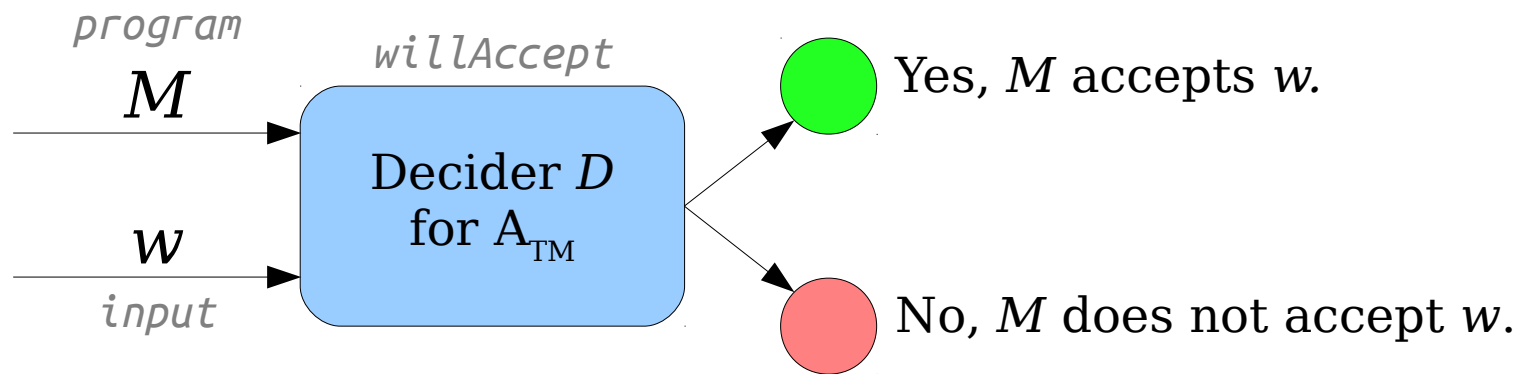 program
M
willAccept
Yes, M accepts w.
Decider D
for A_TM
w
input
No, M does not accept w.